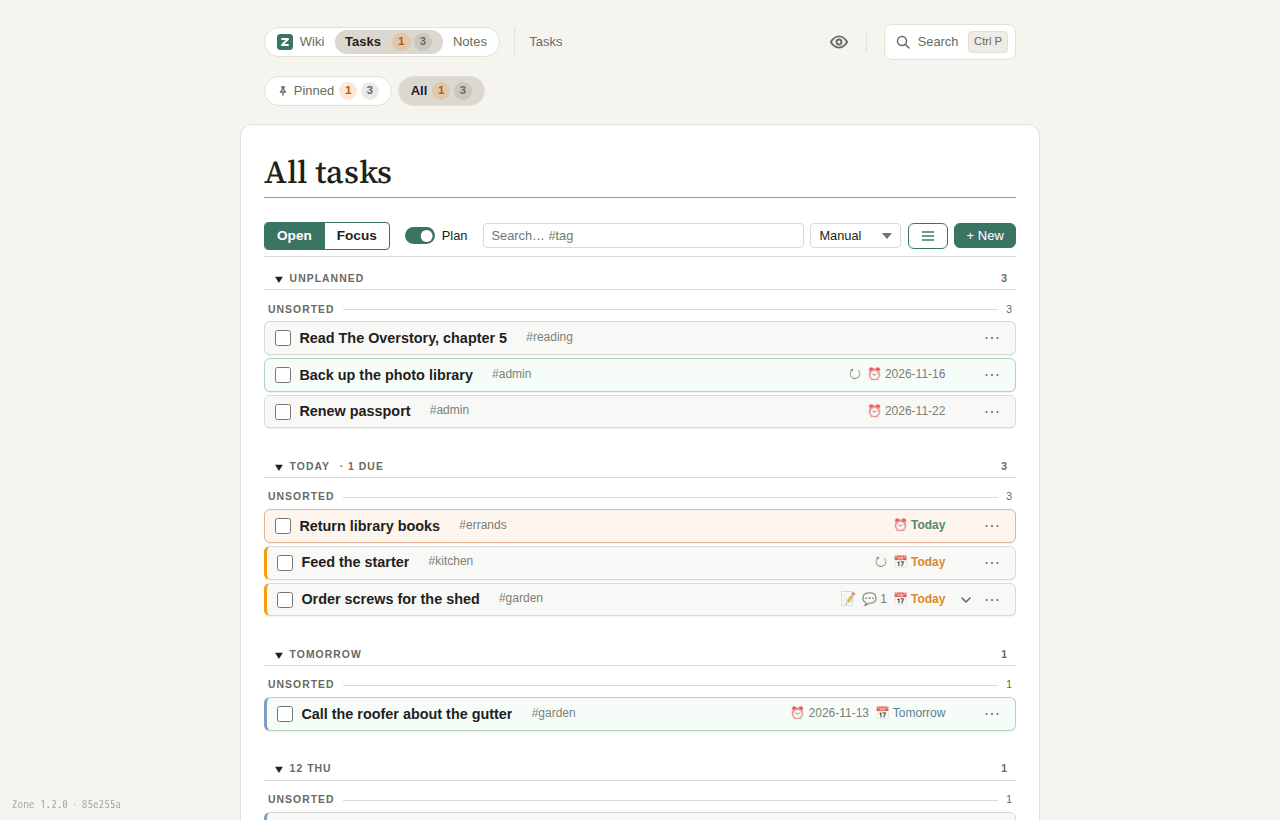 Wiki Tasks 1 3 Notes Tasks Search Ctrl P
Pinned 1 3 All 1 3
All tasks
Open Focus Plan Search… #tag Manual + New
UNPLANNED 3
UNSORTED 3
Read The Overstory, chapter 5 #reading ...
Back up the photo library #admin 2026-11-16 ...
Renew passport #admin 2026-11-22 ...
TODAY · 1 DUE 3
UNSORTED 3
Return library books #errands Today ...
Feed the starter #kitchen Today ...
Order screws for the shed #garden 1 Today ...
TOMORROW 1
UNSORTED 1
Call the roofer about the gutter #garden 2026-11-13 Tomorrow ...
12 THU 1
UNSORTED 1
Zone 1.2.0 · 85e255a